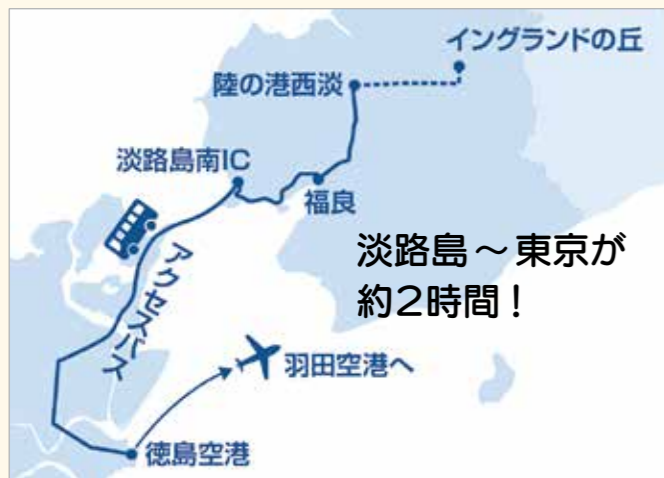 イングランドの丘
陸の港西淡
淡路島南IC
福良
アクセスバス
淡路島～東京が
約2時間！
羽田空港へ
徳島空港